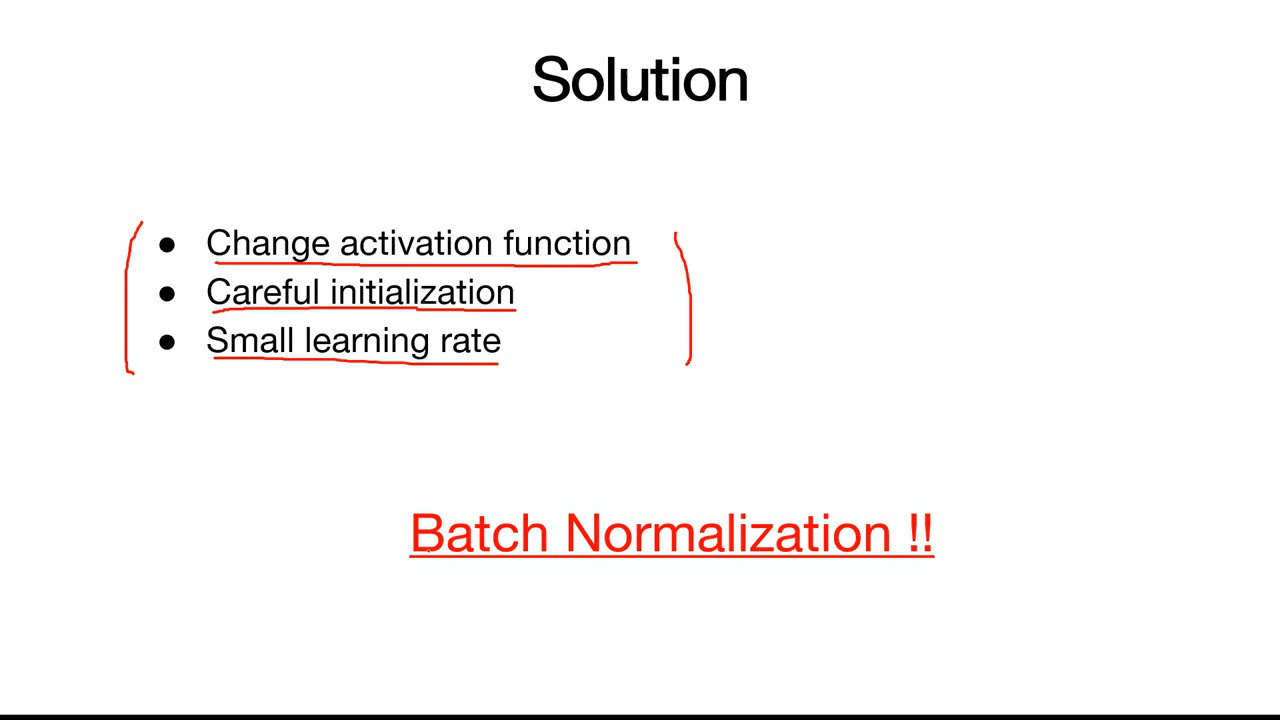 Solution
● Change activation function
● Careful initialization
● Small learning rate
Batch Normalization !!